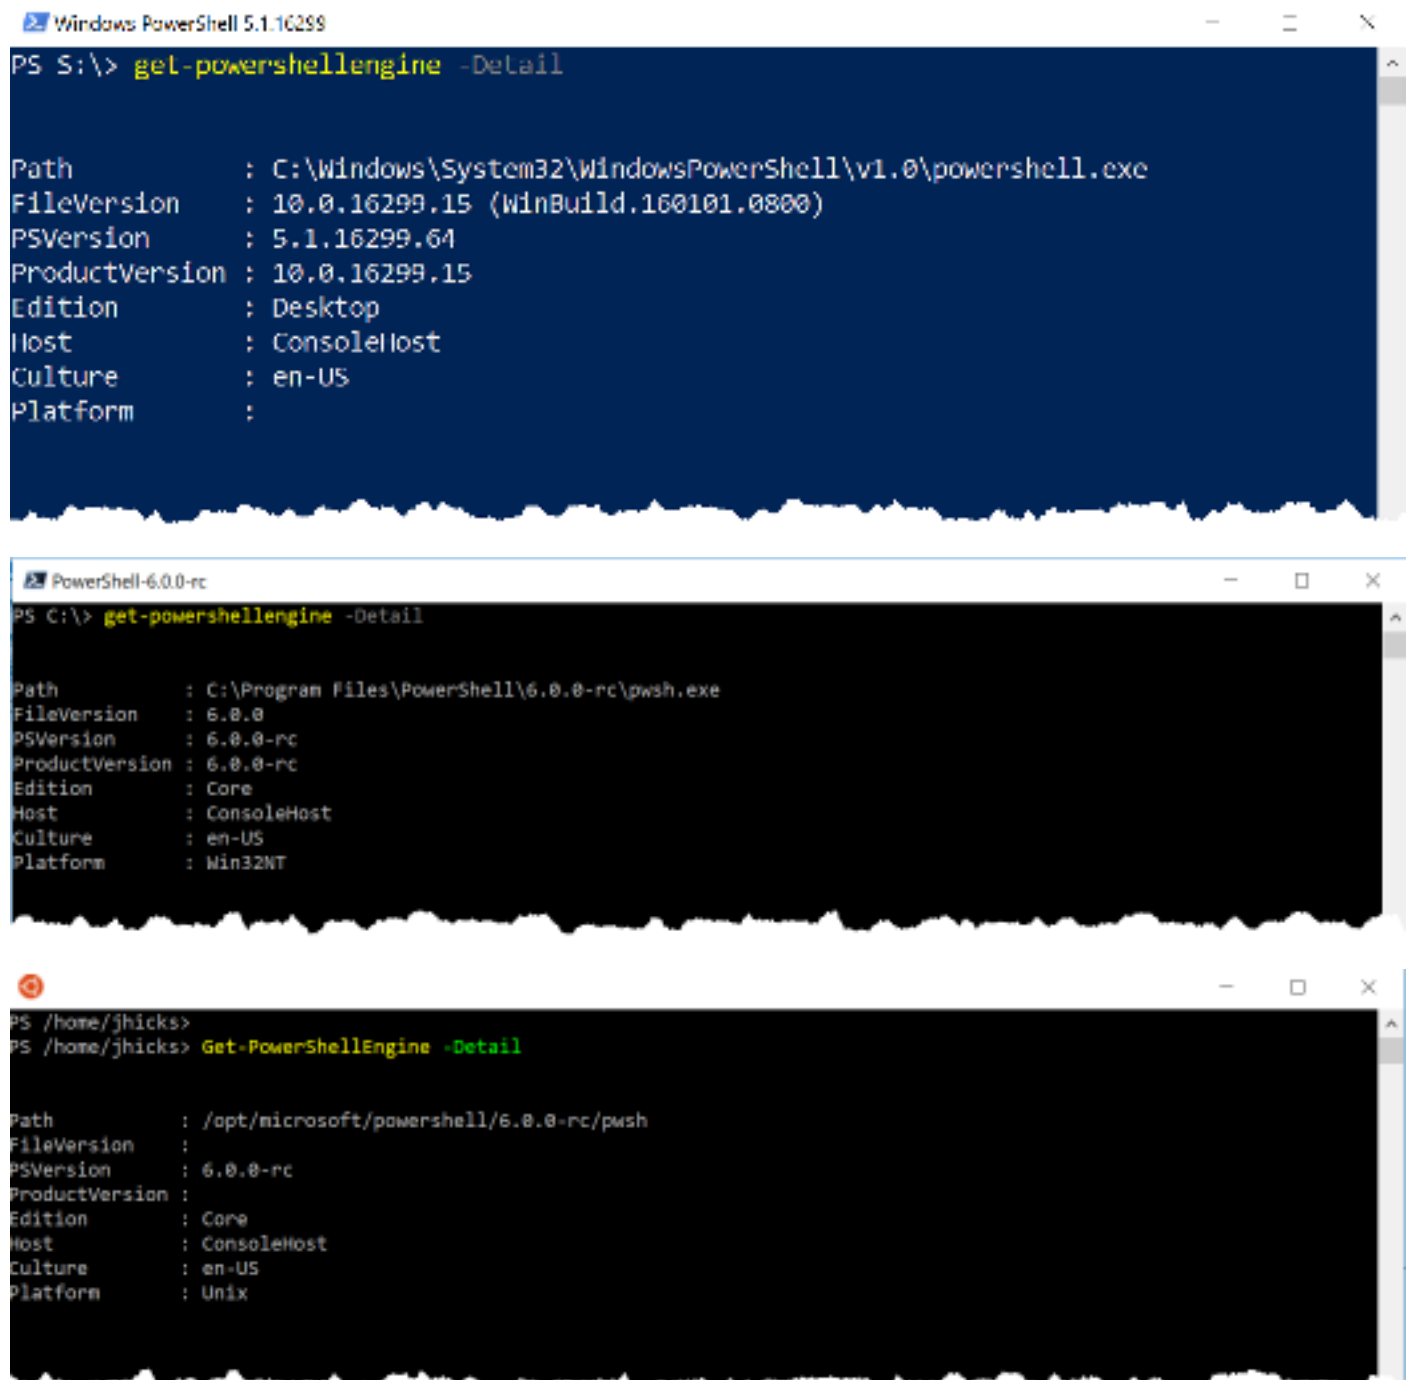 Windows PowerShell 5.1.16299
PS S:\> get-powershellengine -Detail
Path : C:\Windows\System32\WindowsPowerShell\v1.0\powershell.exe
FileVersion : 10.0.16299.15 (WinBuild.160101.0800)
PSVersion : 5.1.16299.64
ProductVersion : 10.0.16299.15
Edition : Desktop
Host : ConsoleHost
Culture : en-US
Platform :
PowerShell-6.0.0-rc
PS C:\> get-powershellengine -Detail
Path : C:\Program Files\PowerShell\6.0.0-rc\pwsh.exe
FileVersion : 6.0.0
PSVersion : 6.0.0-rc
ProductVersion : 6.0.0-rc
Edition : Core
Host : ConsoleHost
Culture : en-US
Platform : Win32NT
PS /home/jhicks>
PS /home/jhicks> Get-PowerShellEngine -Detail
Path : /opt/microsoft/powershell/6.0.0-rc/pwsh
FileVersion :
PSVersion : 6.0.0-rc
ProductVersion :
Edition : Core
Host : ConsoleHost
Culture : en-US
Platform : Unix